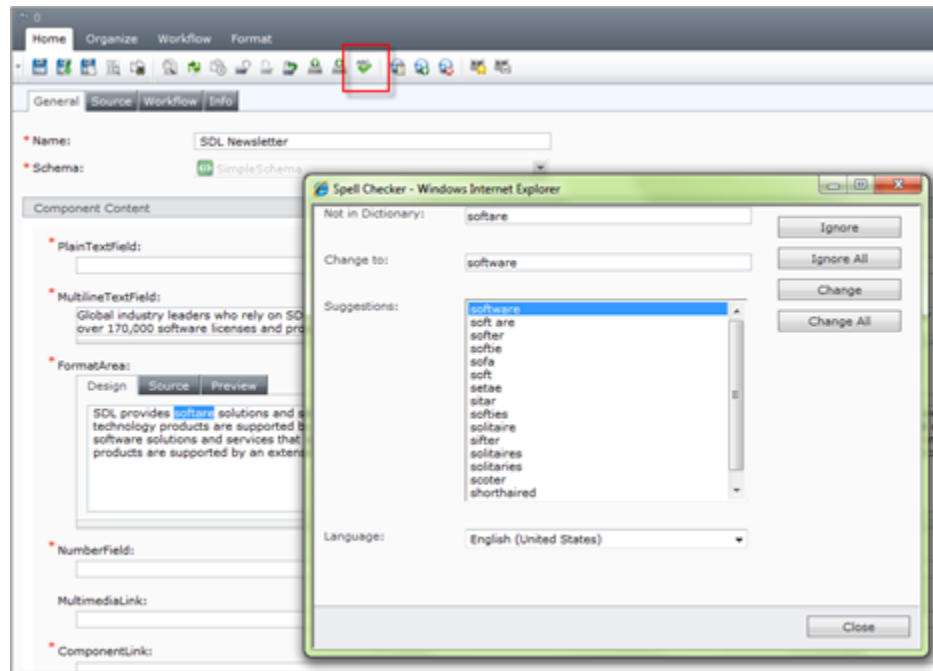 0
Home Organize Workflow Format
General Source Workflow Info
*Name: SDL Newsletter
*Schema: SimpleSchema
Component Content
*PlainTextField:
*MultilineTextField:
Global industry leaders who rely on SD
over 170,000 software licenses and pro
*FormatArea:
Design Source Preview
SDL provides softare solutions and s
technology products are supported b
software solutions and services that
products are supported by an extens
*NumberField:
MultimediaLink:
*ComponentLink:
Spell Checker - Windows Internet Explorer
Not in Dictionary: softare
Ignore
Change to: software
Ignore All
Change
Change All
Suggestions: software
soft are
softer
softie
sofa
soft
setae
sitar
softies
solitaire
sifter
solitaires
solitaries
scoter
shorthaired
Language: English (United States)
Close